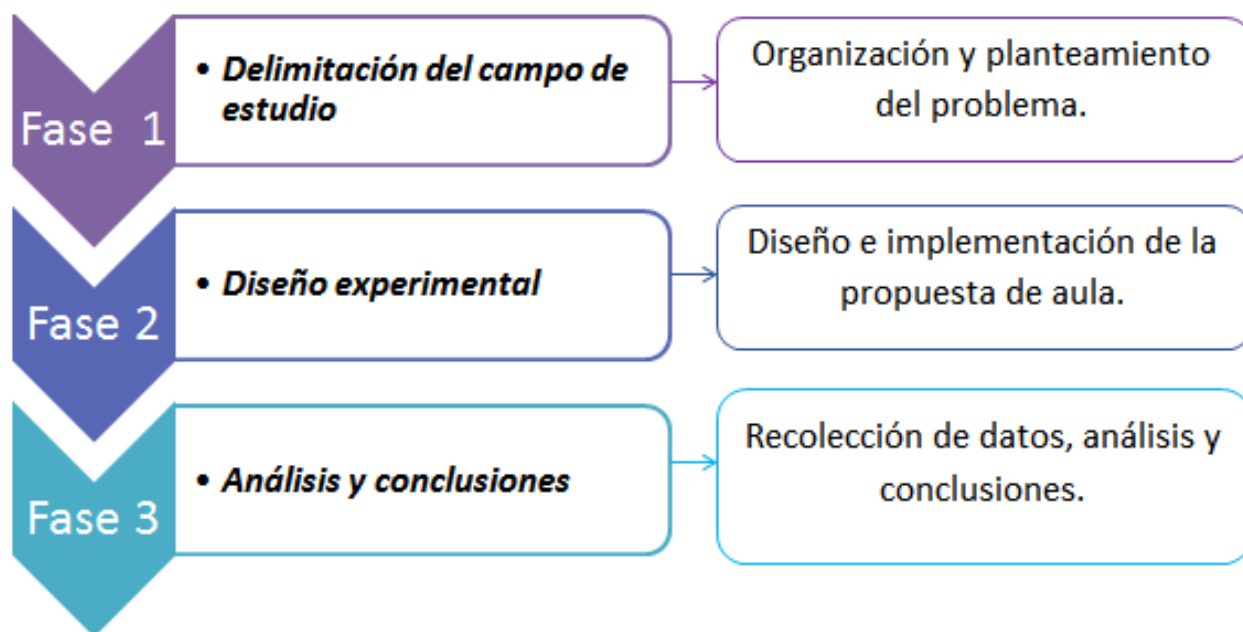 Fase 1
• Delimitación del campo de
estudio
Organización y planteamiento
del problema.
Fase 2
• Diseño experimental
Diseño e implementación de la
propuesta de aula.
Fase 3
• Análisis y conclusiones
Recolección de datos, análisis y
conclusiones.